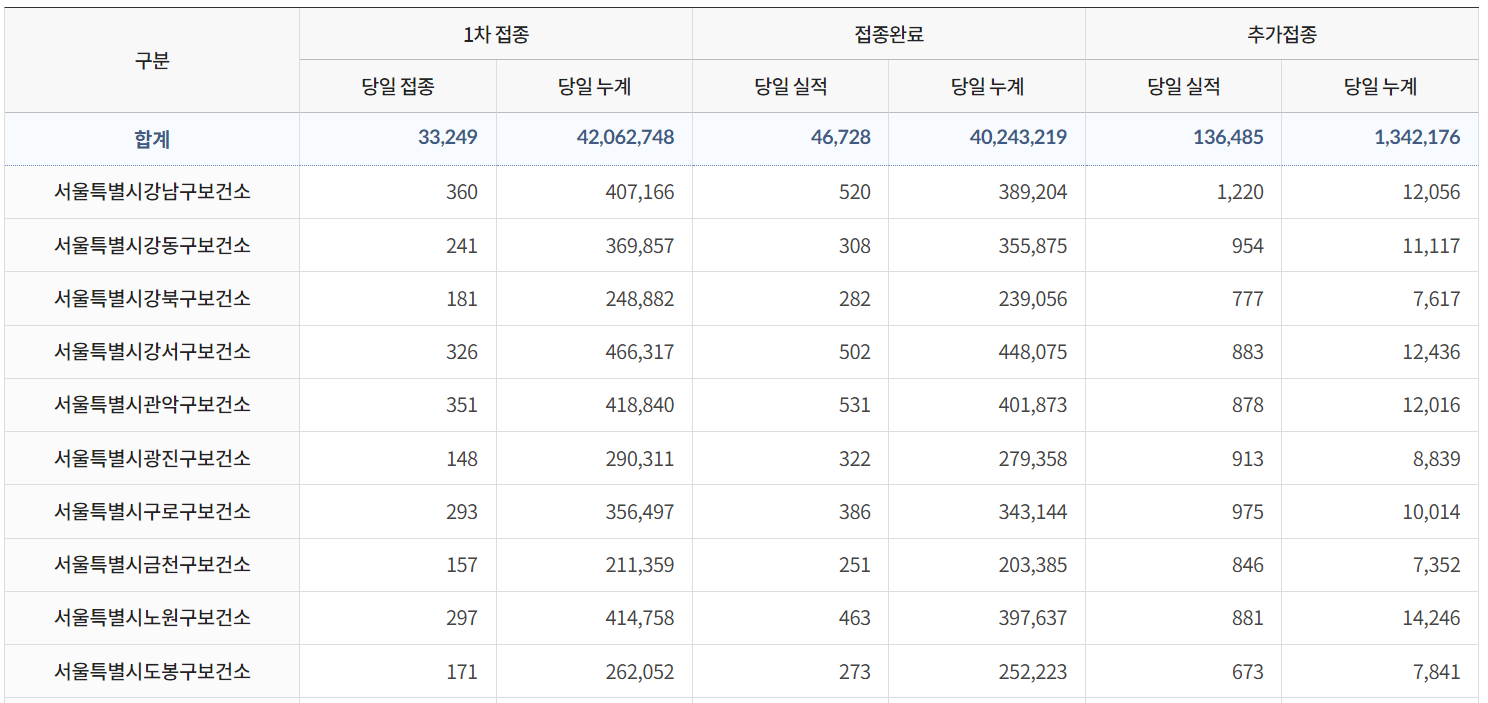 구분 1차 접종 접종완료 추가접종
당일 접종 당일 누계 당일 실적 당일 누계 당일 실적 당일 누계
합계 33,249 42,062,748 46,728 40,243,219 136,485 1,342,176
서울특별시강남구보건소 360 407,166 520 389,204 1,220 12,056
서울특별시강동구보건소 241 369,857 308 355,875 954 11,117
서울특별시강북구보건소 181 248,882 282 239,056 777 7,617
서울특별시강서구보건소 326 466,317 502 448,075 883 12,436
서울특별시관악구보건소 351 418,840 531 401,873 878 12,016
서울특별시광진구보건소 148 290,311 322 279,358 913 8,839
서울특별시구로구보건소 293 356,497 386 343,144 975 10,014
서울특별시금천구보건소 157 211,359 251 203,385 846 7,352
서울특별시노원구보건소 297 414,758 463 397,637 881 14,246
서울특별시도봉구보건소 171 262,052 273 252,223 673 7,841